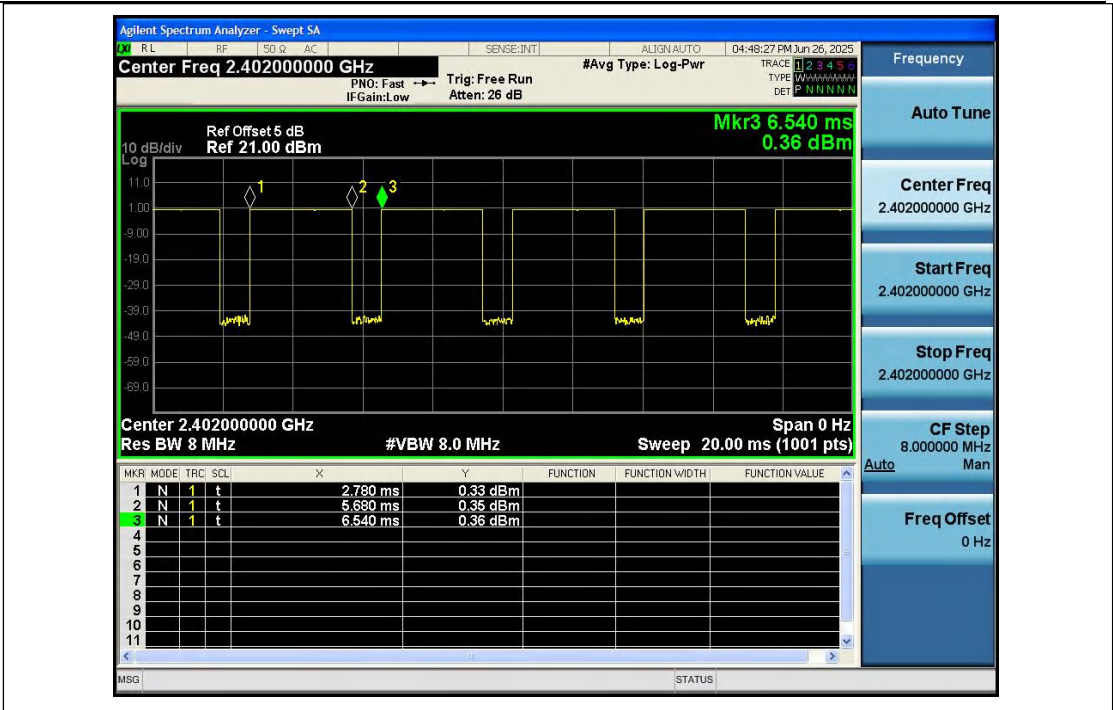 Agilent Spectrum Analyzer - Swept SA
LXI RL RF 50 Ω AC SENSE:INT ALIGN AUTO 04:48:27 PM Jun 26, 2025
Center Freq 2.402000000 GHz
PNO: Fast
IFGain:Low
Trig: Free Run
Atten: 26 dB
#Avg Type: Log-Pwr
TRACE 1 2 3 4 5 6
TYPE W
DET P N N N N N
Mkr3 6.540 ms
0.36 dBm
Ref Offset 5 dB
10 dB/div Ref 21.00 dBm
Log
11.0
1.00
-9.00
-19.0
-29.0
-39.0
-49.0
-59.0
-69.0
1
2
3
Center 2.402000000 GHz Span 0 Hz
Res BW 8 MHz #VBW 8.0 MHz Sweep 20.00 ms (1001 pts)
MKR MODE TRC SCL X Y FUNCTION FUNCTION WIDTH FUNCTION VALUE
1 N 1 t 2.780 ms 0.33 dBm
2 N 1 t 5.680 ms 0.35 dBm
3 N 1 t 6.540 ms 0.36 dBm
4
5
6
7
8
9
10
11
MSG STATUS
Frequency
Auto Tune
Center Freq
2.402000000 GHz
Start Freq
2.402000000 GHz
Stop Freq
2.402000000 GHz
CF Step
8.000000 MHz
Auto Man
Freq Offset
0 Hz